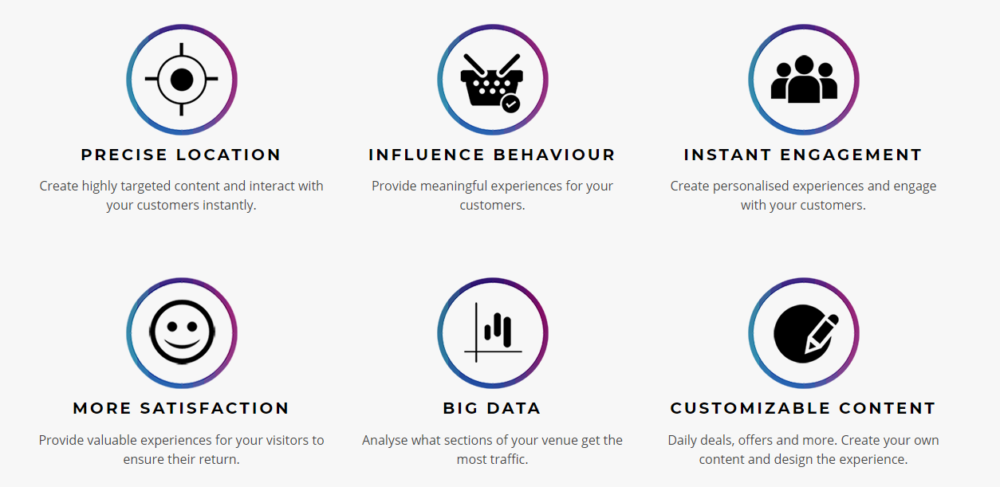 PRECISE LOCATION
Create highly targeted content and interact with
your customers instantly.
INFLUENCE BEHAVIOUR
Provide meaningful experiences for your
customers.
INSTANT ENGAGEMENT
Create personalised experiences and engage
with your customers.
MORE SATISFACTION
Provide valuable experiences for your visitors to
ensure their return.
BIG DATA
Analyse what sections of your venue get the
most traffic.
CUSTOMIZABLE CONTENT
Daily deals, offers and more. Create your own
content and design the experience.